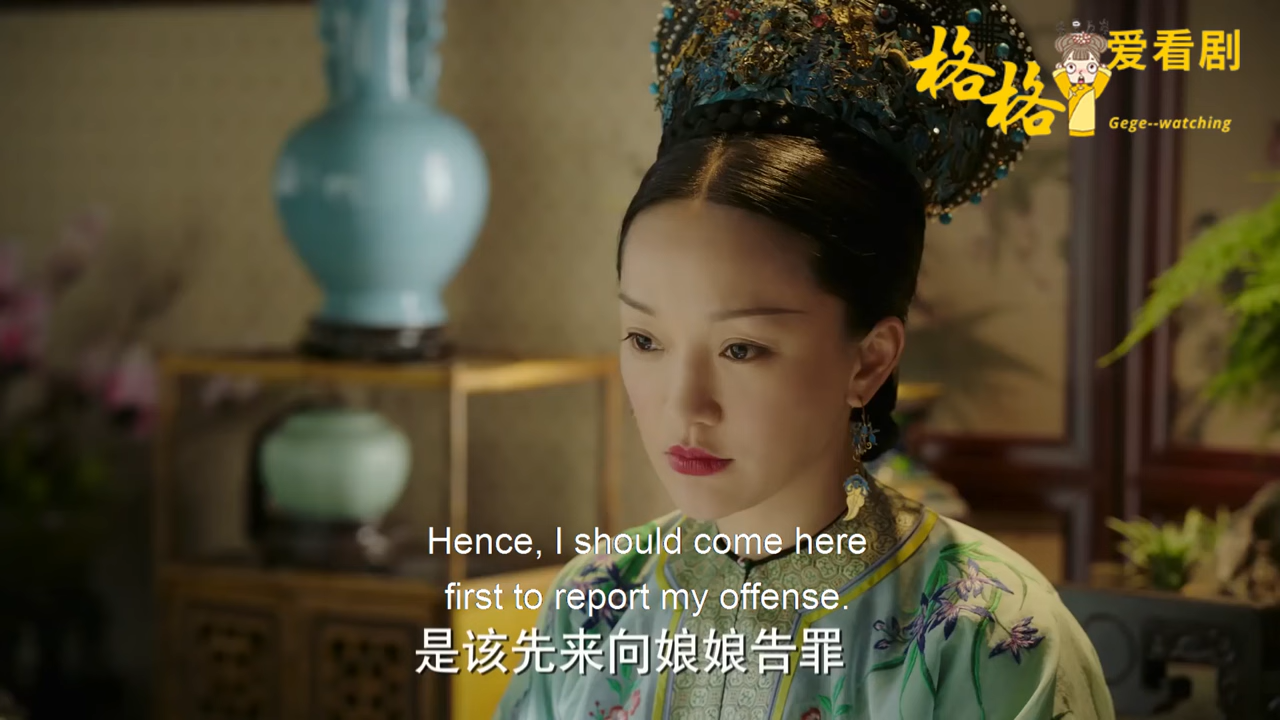 格格爱看剧
Gege--watching
Hence, I should come here
first to report my offense.
是该先来向娘娘告罪